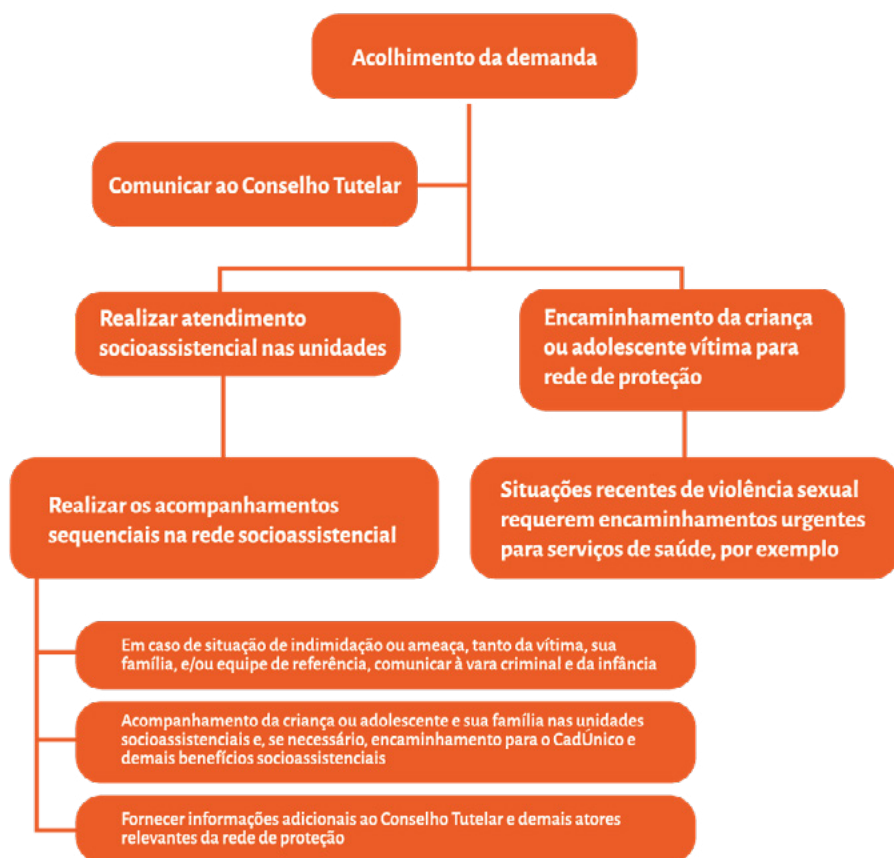 Acolhimento da demanda
Comunicar ao Conselho Tutelar
Realizar atendimento
socioassistencial nas unidades
Encaminhamento da criança
ou adolescente vítima para
rede de proteção
Realizar os acompanhamentos
sequenciais na rede socioassistencial
Situações recentes de violência sexual
requerem encaminhamentos urgentes
para serviços de saúde, por exemplo
Em caso de situação de indimidação ou ameaça, tanto da vítima, sua
família, e/ou equipe de referência, comunicar à vara criminal e da infância
Acompanhamento da criança ou adolescente e sua família nas unidades
socioassistenciais e, se necessário, encaminhamento para o CadÚnico e
demais benefícios socioassistenciais
Fornecer informações adicionais ao Conselho Tutelar e demais atores
relevantes da rede de proteção